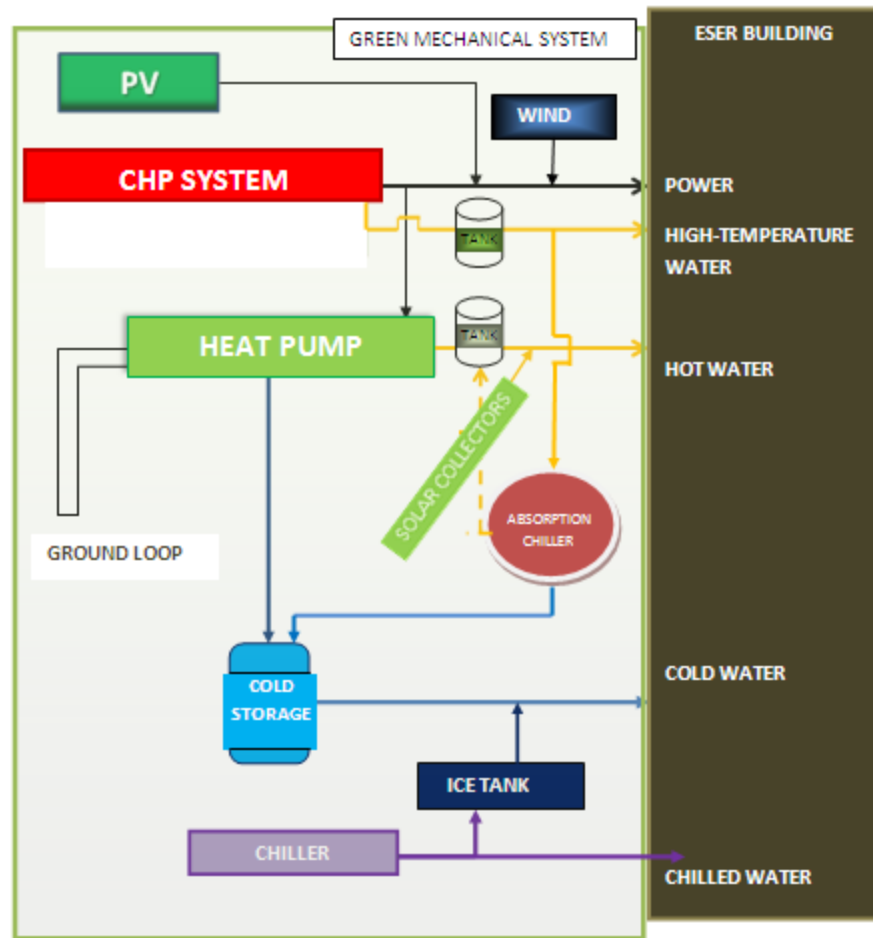 GREEN MECHANICAL SYSTEM
ESER BUILDING
PV
WIND
CHP SYSTEM
POWER
TANK
HIGH-TEMPERATURE
WATER
HEAT PUMP
TANK
HOT WATER
SOLAR COLLECTORS
ABSORPTION
CHILLER
GROUND LOOP
COLD
STORAGE
COLD WATER
ICE TANK
CHILLER
CHILLED WATER